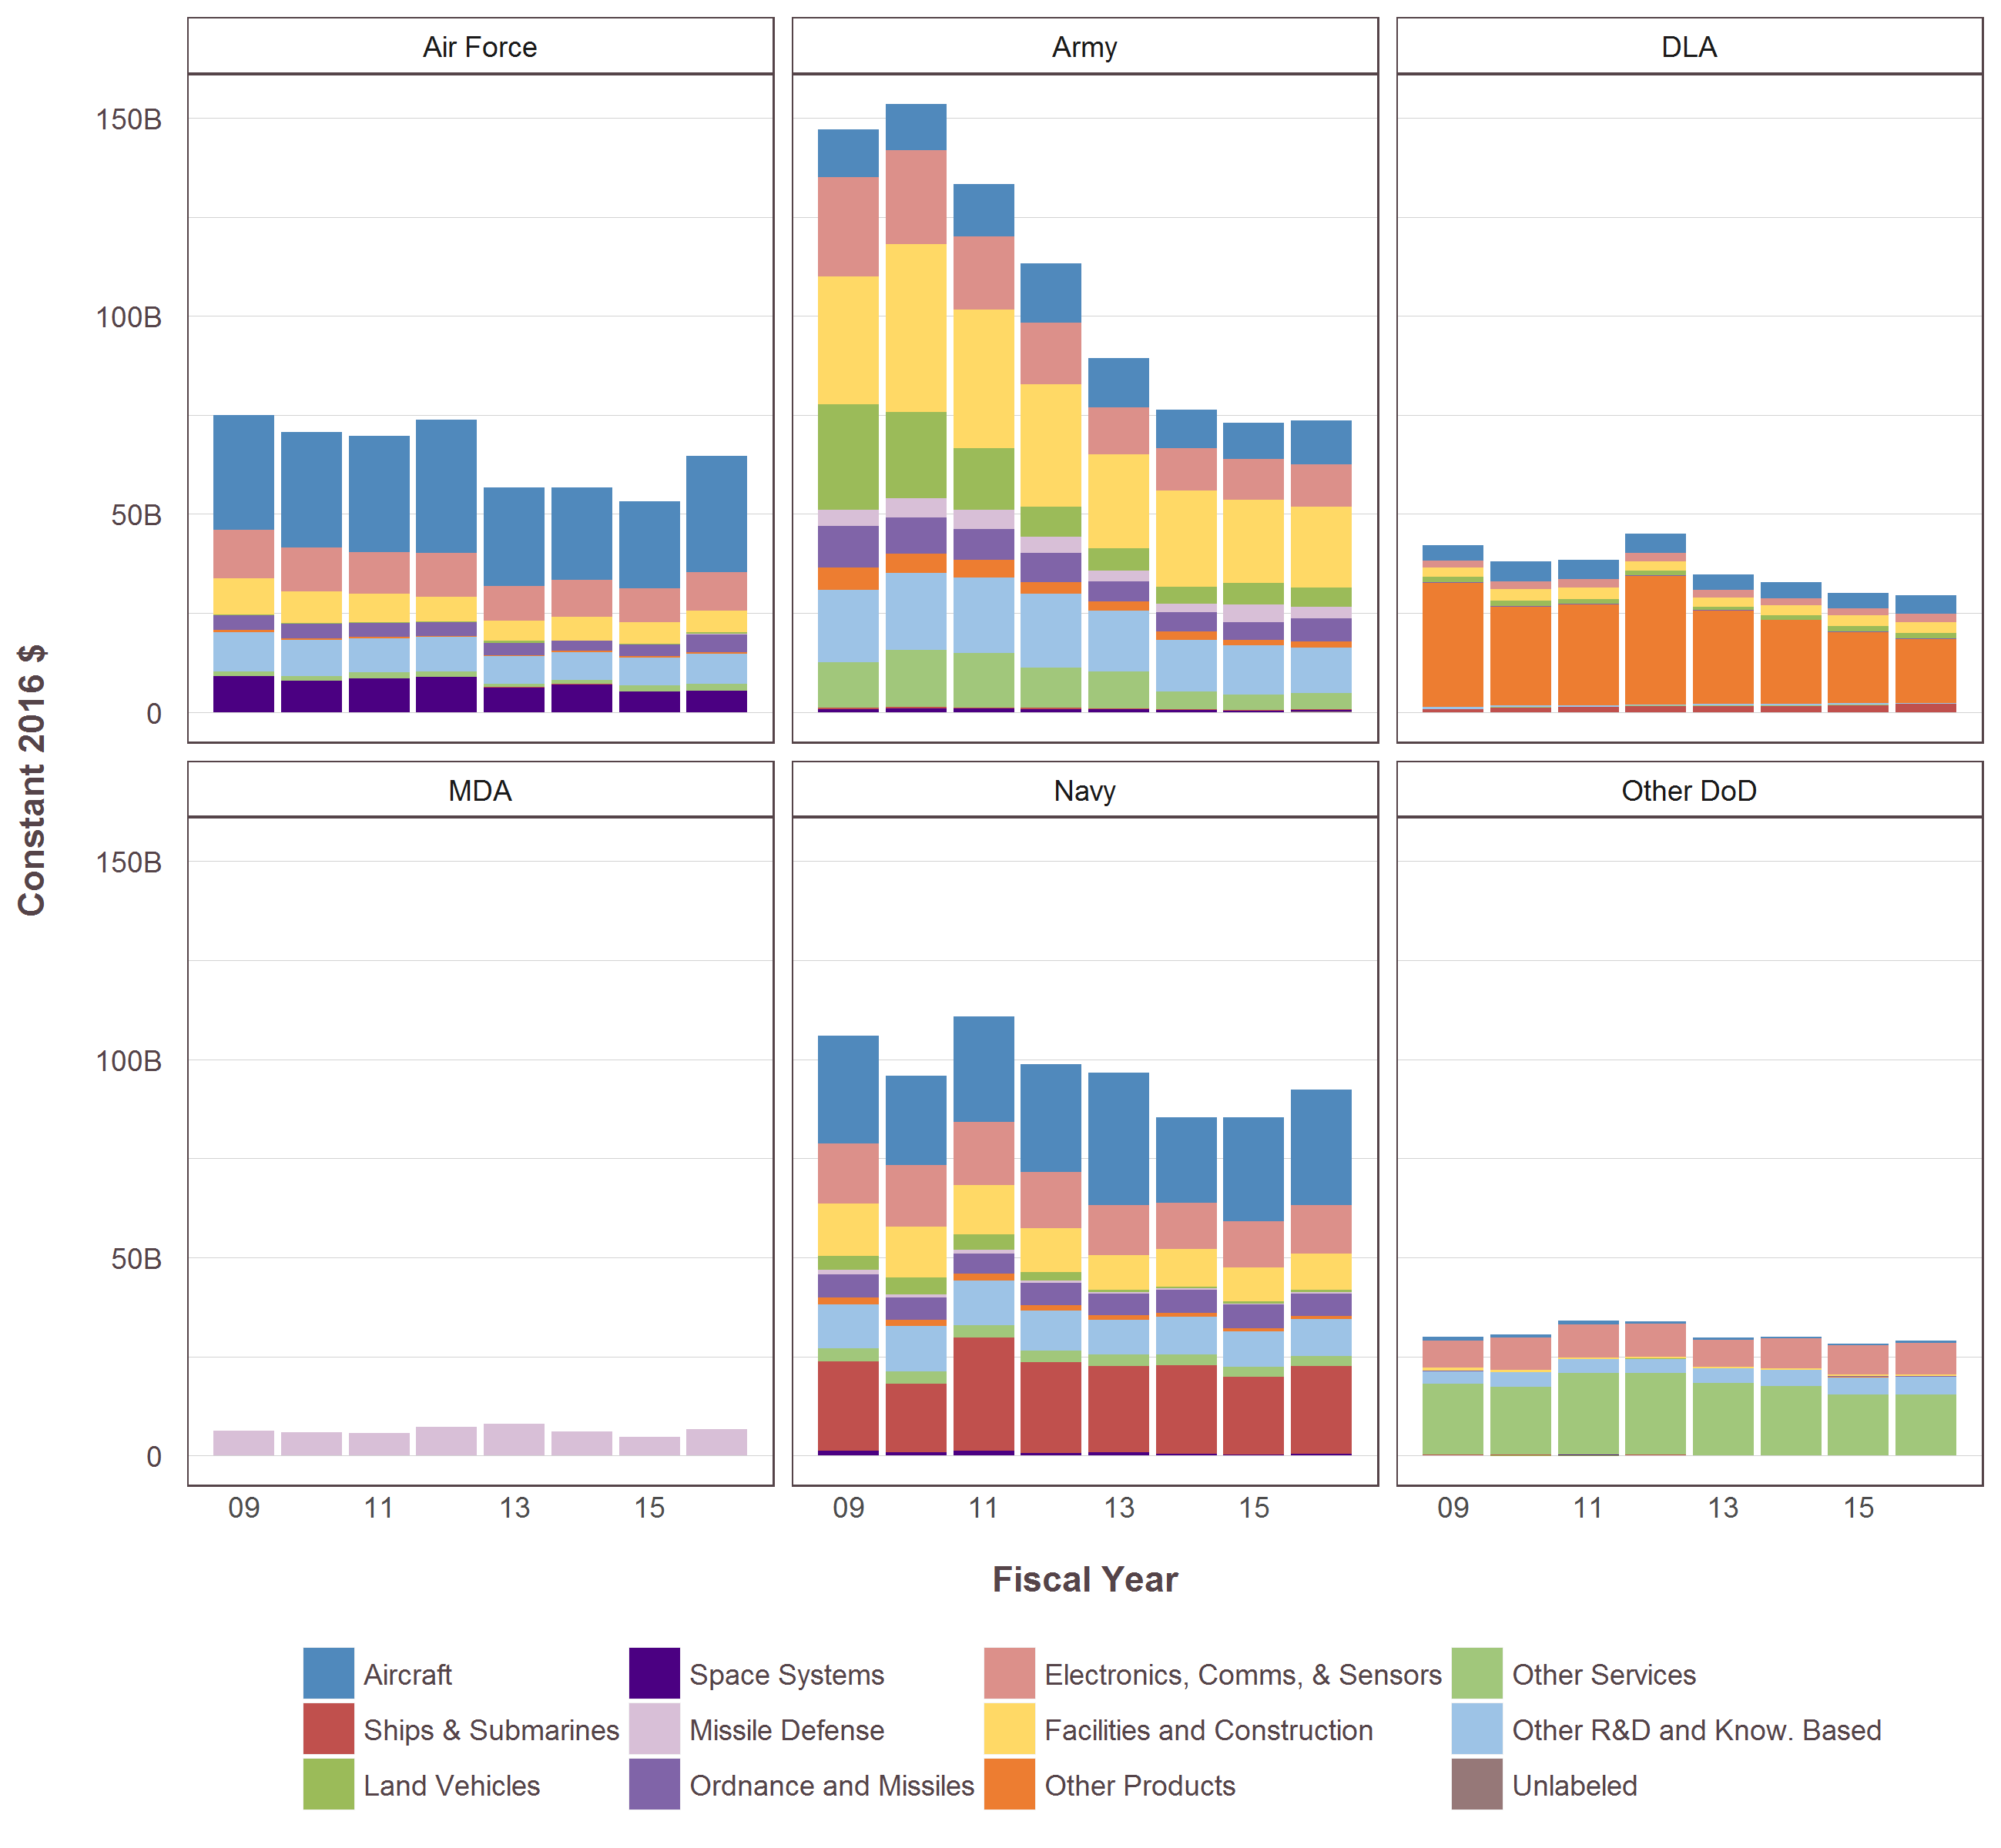 Air Force
Army
DLA
150B
100B
50B
0
MDA
Navy
Other DoD
150B
100B
50B
0
Constant 2016 $
09 11 13 15
09 11 13 15
09 11 13 15
Fiscal Year
Aircraft
Space Systems
Electronics, Comms, & Sensors
Other Services
Ships & Submarines
Missile Defense
Facilities and Construction
Other R&D and Know. Based
Land Vehicles
Ordnance and Missiles
Other Products
Unlabeled